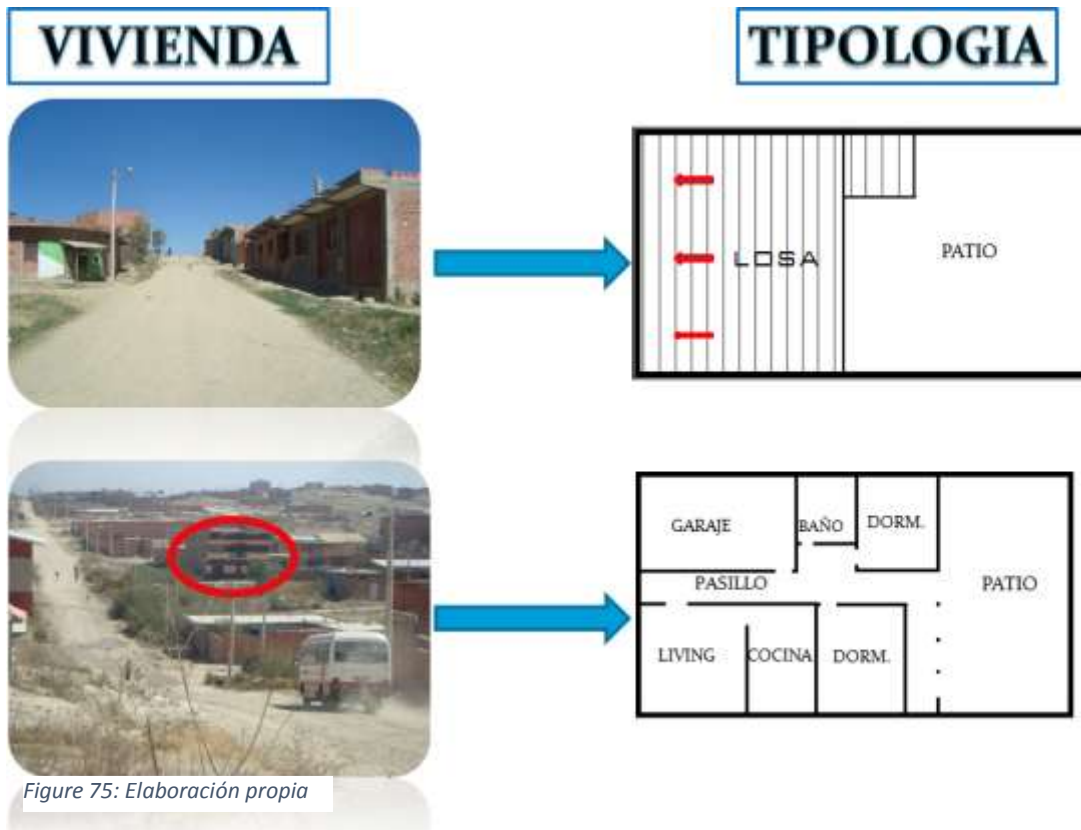 VIVIENDA
TIPOLOGIA
LOSA
PATIO
GARAJE
BAÑO
DORM.
PASILLO
PATIO
LIVING
COCINA
DORM.
Figure 75: Elaboración propia